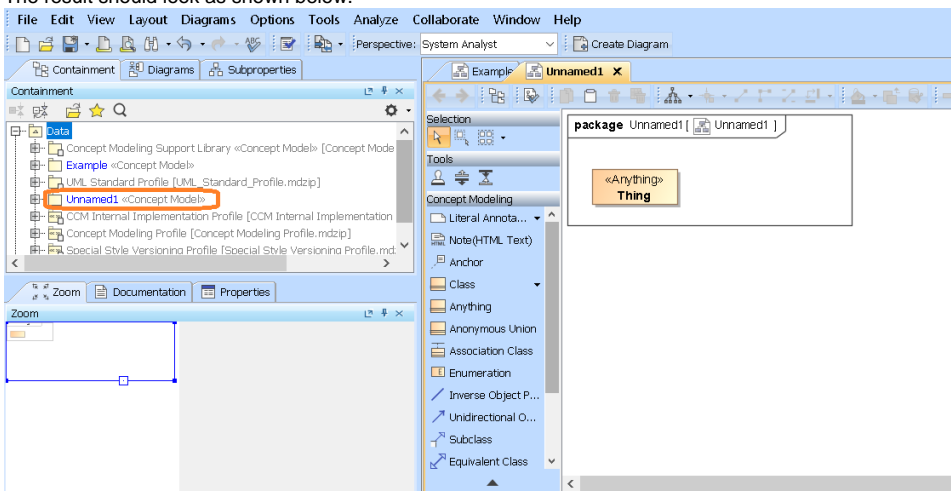 The result should look as shown below.
File Edit View Layout Diagrams Options Tools Analyze Collaborate Window Help
Perspective: System Analyst Create Diagram
Containment Diagrams Subproperties
Example Unnamed1
Containment
Data
Concept Modeling Support Library «Concept Model» [Concept Mode
Example «Concept Model»
UML Standard Profile [UML_Standard_Profile.mdzip]
Unnamed1 «Concept Model»
CCM Internal Implementation Profile [CCM Internal Implementation
Concept Modeling Profile [Concept Modeling Profile.mdzip]
Special Style Versioning Profile [Special Style Versioning Profile.md
Zoom Documentation Properties
Zoom
Selection
Tools
Concept Modeling
Literal Annota...
Note(HTML Text)
Anchor
Class
Anything
Anonymous Union
Association Class
Enumeration
Inverse Object P...
Unidirectional O...
Subclass
Equivalent Class
package Unnamed1 [ Unnamed1 ]
«Anything»
Thing